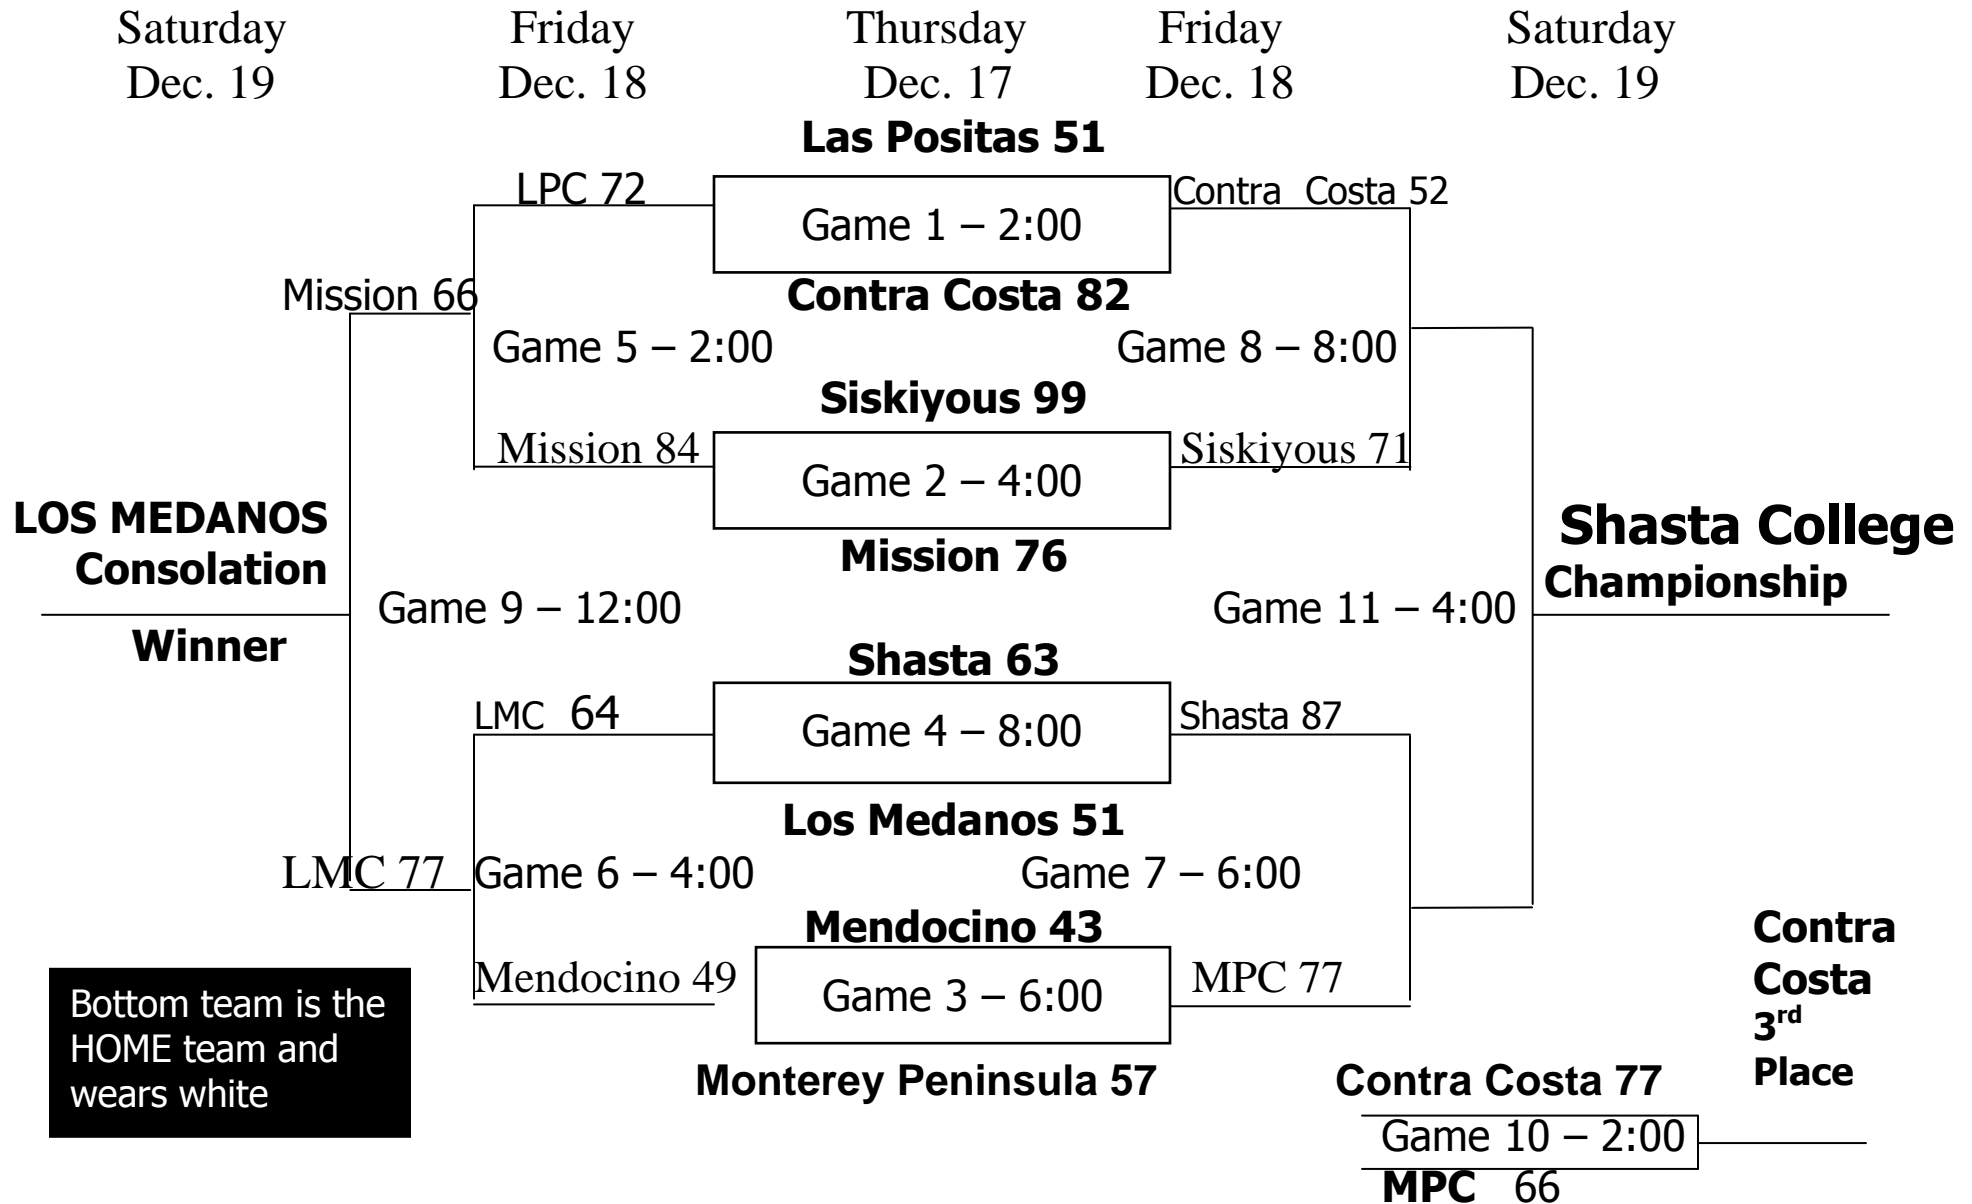 Saturday Friday Thursday Friday Saturday
Dec. 19 Dec. 18 Dec. 17 Dec. 18 Dec. 19
Las Positas 51
LPC 72
Contra Costa 52
Game 1 – 2:00
Mission 66
Contra Costa 82
Game 5 – 2:00
Game 8 – 8:00
Siskiyous 99
Mission 84
Siskiyous 71
Game 2 – 4:00
Mission 76
LOS MEDANOS
Consolation
Winner
Shasta College
Championship
Game 9 – 12:00
Game 11 – 4:00
Shasta 63
LMC 64
Shasta 87
Game 4 – 8:00
Los Medanos 51
LMC 77
Game 6 – 4:00
Game 7 – 6:00
Mendocino 43
Mendocino 49
MPC 77
Game 3 – 6:00
Monterey Peninsula 57
Bottom team is the
HOME team and
wears white
Contra
Costa
3rd
Place
Contra Costa 77
Game 10 – 2:00
MPC 66